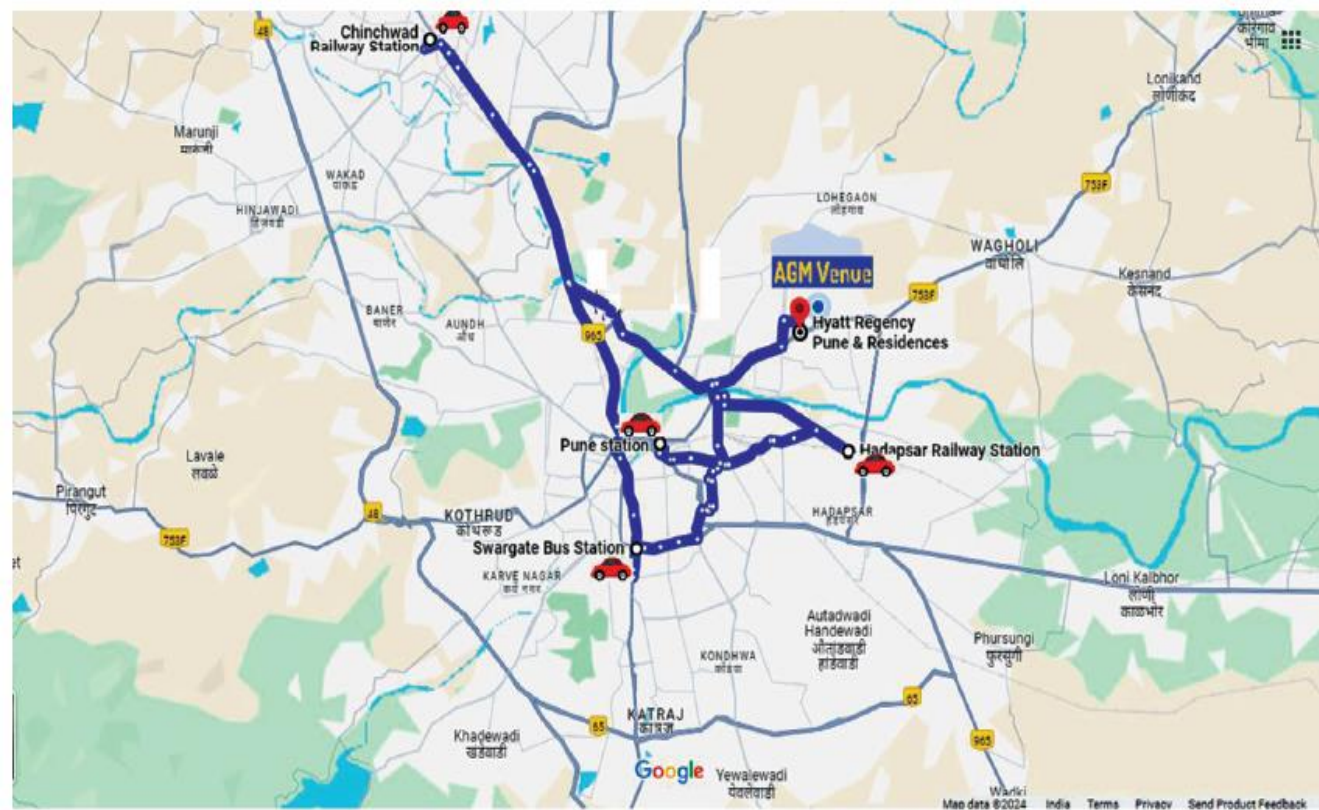 48
Chinchwad
Railway Station
Lonikand
लोणीकंद
Marunji
WAKAD
वाकड
HINJAWADI
हिंजवडी
753F
LOHEGAON
लोहगाव
WAGHOLI
वाघोलि
AGM Venue
Kesnand
केसनंद
753F
BANER
बाणेर
AUNDH
औंध
965
Hyatt Regency
Pune & Residences
Pune station
Hadapsar Railway Station
Lavale
लवळे
Pirangut
पिरंगुट
48
KOTHRUD
कोथरूड
HADAPSAR
हडपसर
753F
Swargate Bus Station
KARVE NAGAR
कर्वे नगर
Loni Kalbhor
लोणी
काळभोर
Autadwadi
Handewadi
औताडवाडी
हांडेवाडी
Phursungi
फुरसुंगी
KONDHWA
कोंढवा
65
KATRAJ
कात्रज
65
Khadewadi
खडेवाडी
965
Google
Yewalewadi
येवलेवाडी
Wadki
Map data ©2024 India Terms Privacy Send Product Feedback